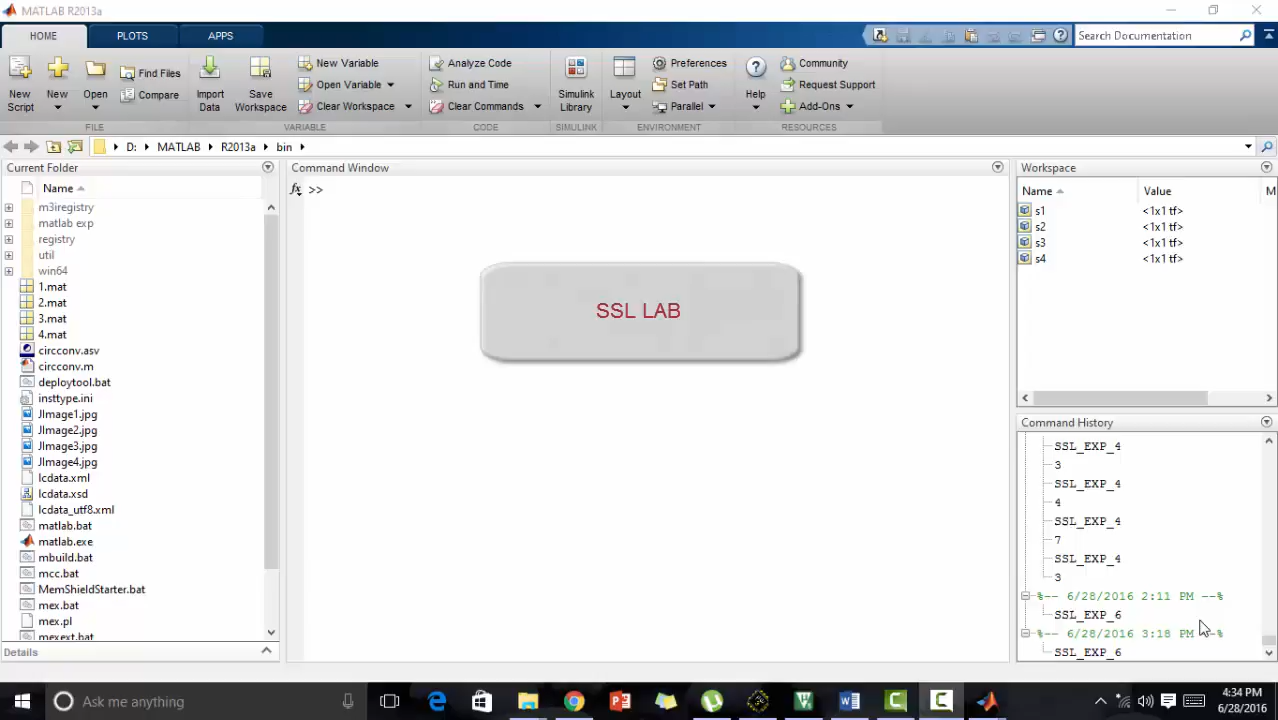 MATLAB R2013a
HOME PLOTS APPS
Search Documentation
New Script
New
Open
Find Files
Compare
Import Data
Save Workspace
New Variable
Open Variable
Clear Workspace
Analyze Code
Run and Time
Clear Commands
Simulink Library
Layout
Preferences
Set Path
Parallel
Help
Community
Request Support
Add-Ons
FILE VARIABLE CODE SIMULINK ENVIRONMENT RESOURCES
D: MATLAB R2013a bin
Current Folder
Name
m3iregistry
matlab exp
registry
util
win64
1.mat
2.mat
3.mat
4.mat
circconv.asv
circconv.m
deploytool.bat
insttype.ini
JImage1.jpg
JImage2.jpg
JImage3.jpg
JImage4.jpg
lcdata.xml
lcdata.xsd
lcdata_utf8.xml
matlab.bat
matlab.exe
mbuild.bat
mcc.bat
MemShieldStarter.bat
mex.bat
mex.pl
mexext.bat
Details
Command Window
fx >>
SSL LAB
Workspace
Name Value M
s1 <1x1 tf>
s2 <1x1 tf>
s3 <1x1 tf>
s4 <1x1 tf>
Command History
SSL_EXP_4
3
SSL_EXP_4
4
SSL_EXP_4
7
SSL_EXP_4
3
%-- 6/28/2016 2:11 PM --%
SSL_EXP_6
%-- 6/28/2016 3:18 PM --%
SSL_EXP_6
Ask me anything
4:34 PM
6/28/2016